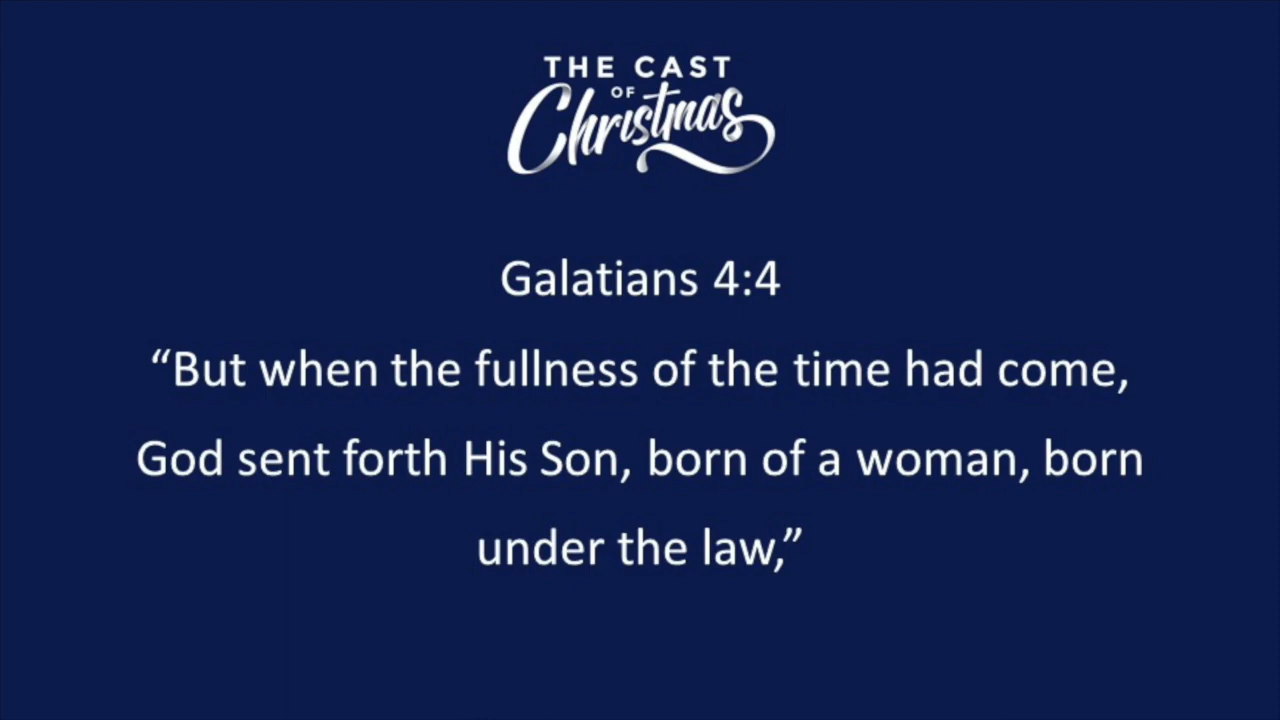 THE CAST
OF
Christmas
Galatians 4:4
“But when the fullness of the time had come,
God sent forth His Son, born of a woman, born
under the law,”